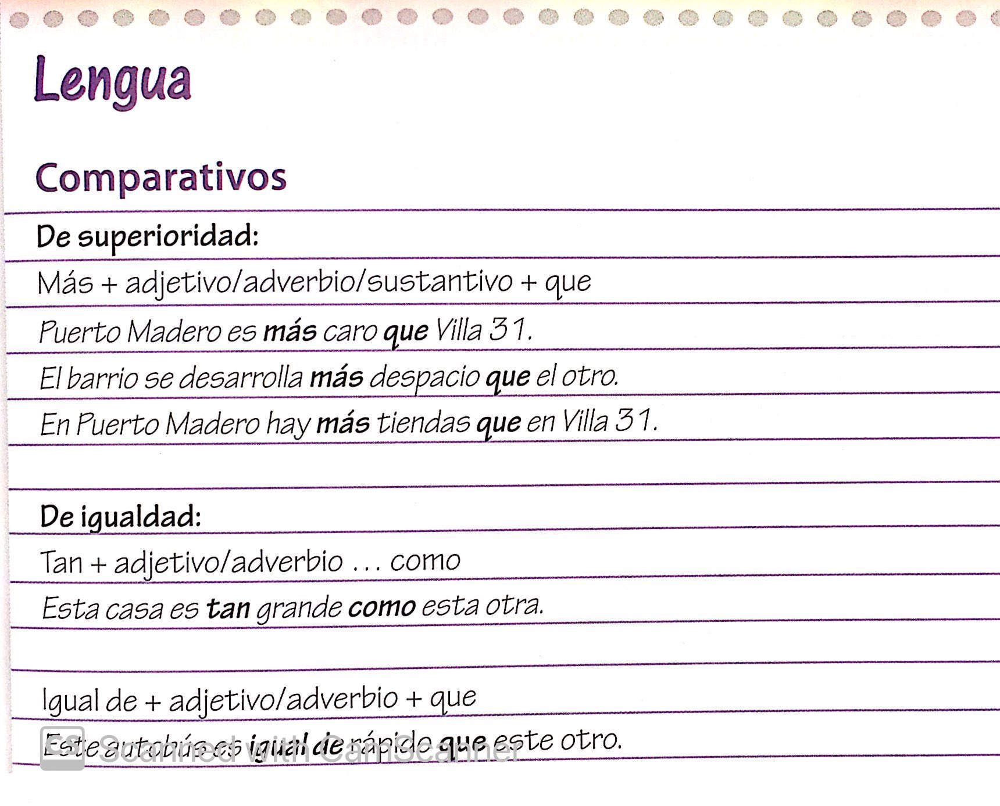 Lengua
Comparativos
De superioridad:
Más + adjetivo/adverbio/sustantivo + que
Puerto Madero es más caro que Villa 31.
El barrio se desarrolla más despacio que el otro.
En Puerto Madero hay más tiendas que en Villa 31.
De igualdad:
Tan + adjetivo/adverbio ... como
Esta casa es tan grande como esta otra.
Igual de + adjetivo/adverbio + que
Este autobús es igual de rápido que este otro.
CS Scanned with CamScanner